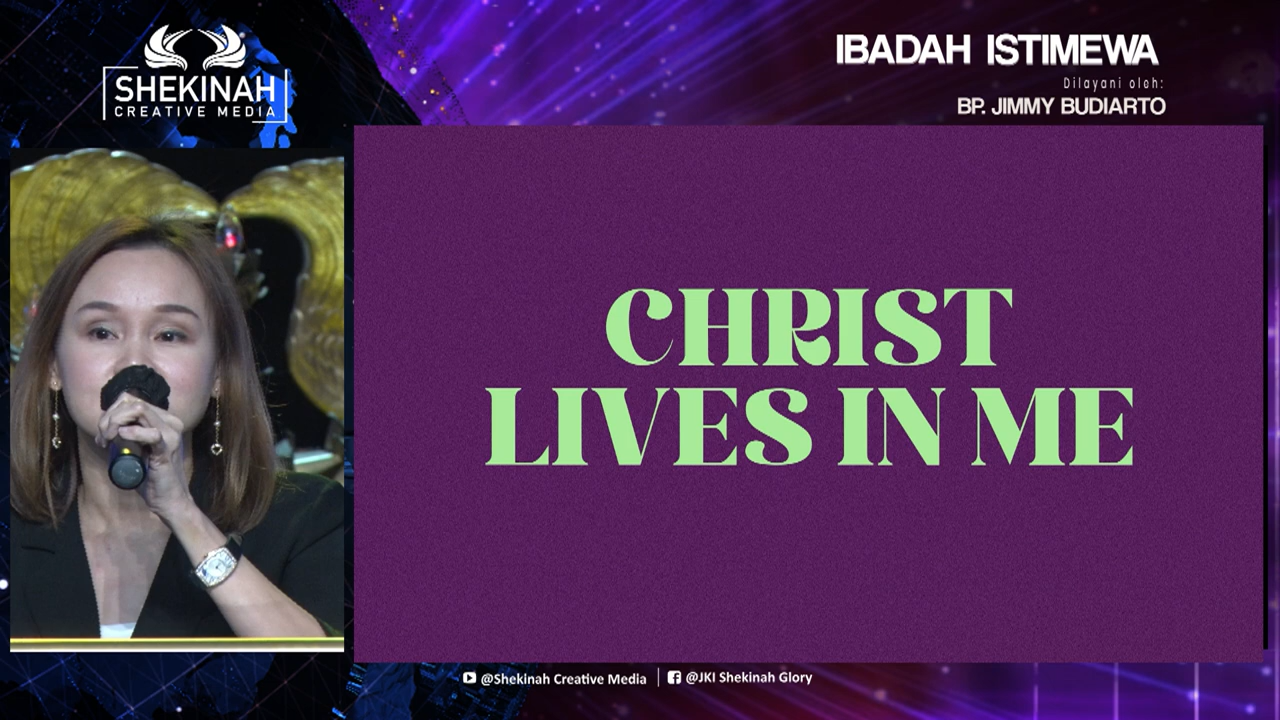 SHEKINAH
CREATIVE MEDIA
IBADAH ISTIMEWA
Dilayani oleh:
BP. JIMMY BUDIARTO
CHRIST
LIVES IN ME
@Shekinah Creative Media
@JKI Shekinah Glory